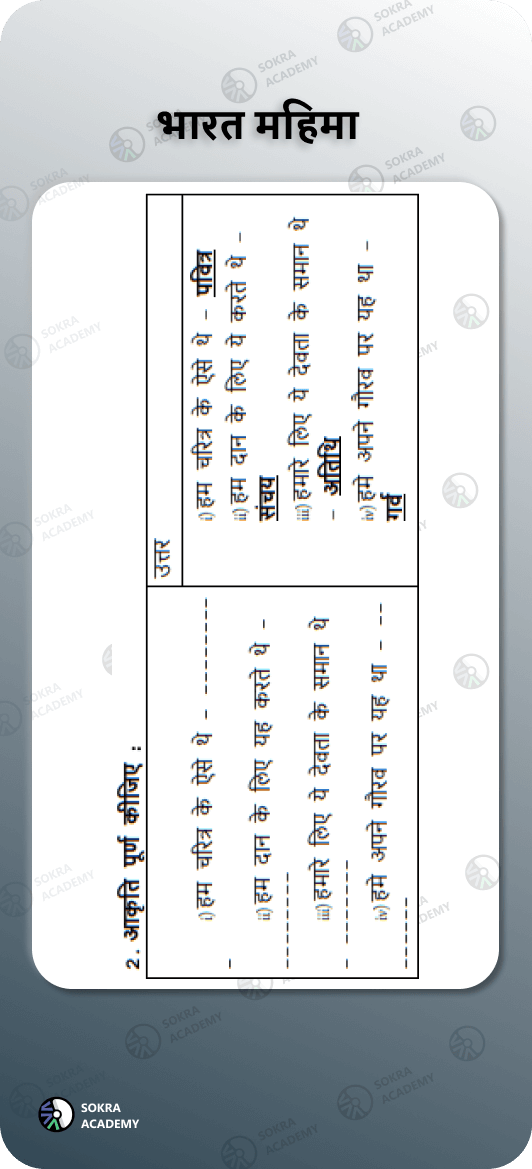 भारत महिमा
2. आकृति पूर्ण कीजिए :
i) हम चरित्र के ऐसे थे - ---------
-
ii) हम दान के लिए यह करते थे -
---------
iii) हमारे लिए ये देवता के समान थे
- --------
iv) हमे अपने गौरव पर यह था - --
-------
उत्तर
i) हम चरित्र के ऐसे थे - पवित्र
ii) हम दान के लिए ये करते थे -
संचय
iii) हमारे लिए ये देवता के समान थे
- अतिथि
iv) हमे अपने गौरव पर यह था -
गर्व
SOKRA
ACADEMY